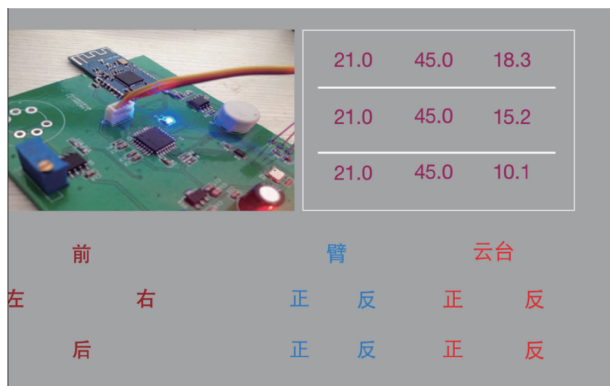 21.0 45.0 18.3
21.0 45.0 15.2
21.0 45.0 10.1
前 臂 云台
左 右 正 反 正 反
后 正 反 正 反